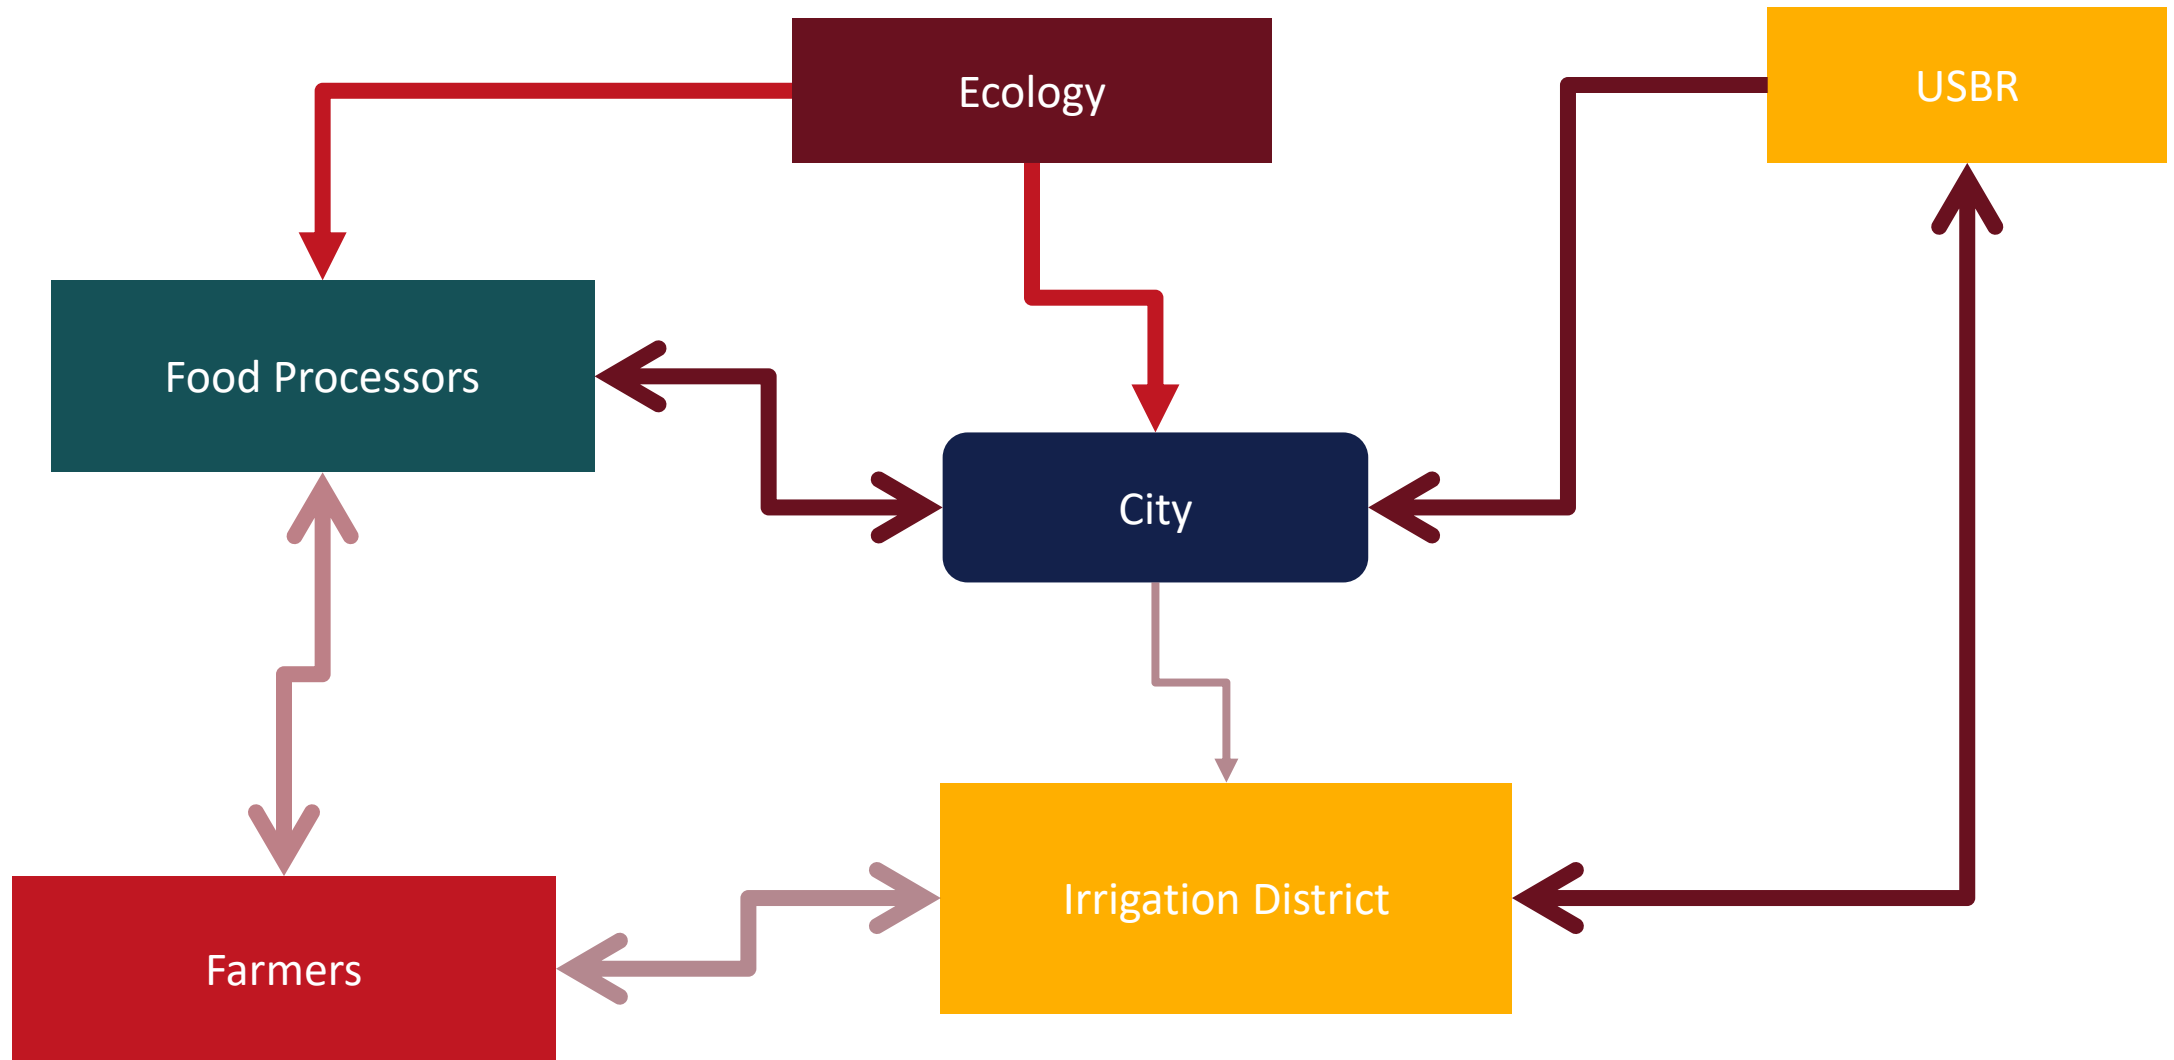 Ecology
USBR
Food Processors
City
Irrigation District
Farmers